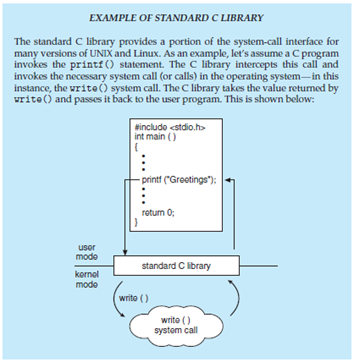 EXAMPLE OF STANDARD C LIBRARY
The standard C library provides a portion of the system-call interface for
many versions of UNIX and Linux. As an example, let's assume a C program
invokes the printf() statement. The C library intercepts this call and
invokes the necessary system call (or calls) in the operating system—in this
instance, the write() system call. The C library takes the value returned by
write() and passes it back to the user program. This is shown below:
#include <stdio.h>
int main ( )
{
•
•
•
printf ("Greetings");
•
•
•
return 0;
}
user
mode
standard C library
kernel
mode
write ( )
write ( )
system call